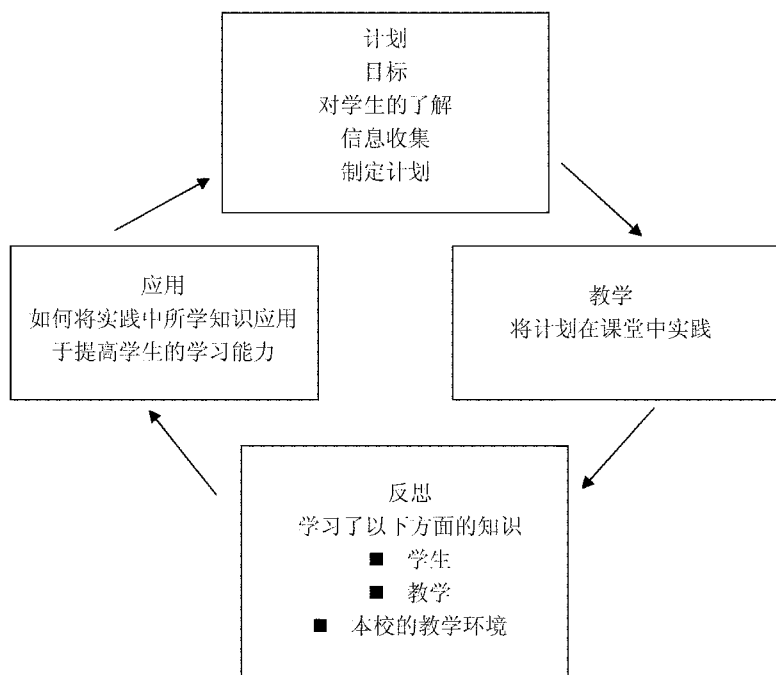 计划
目标
对学生的了解
信息收集
制定计划
应用
如何将实践中所学知识应用
于提高学生的学习能力
教学
将计划在课堂中实践
反思
学习了以下方面的知识
■ 学生
■ 教学
■ 本校的教学环境